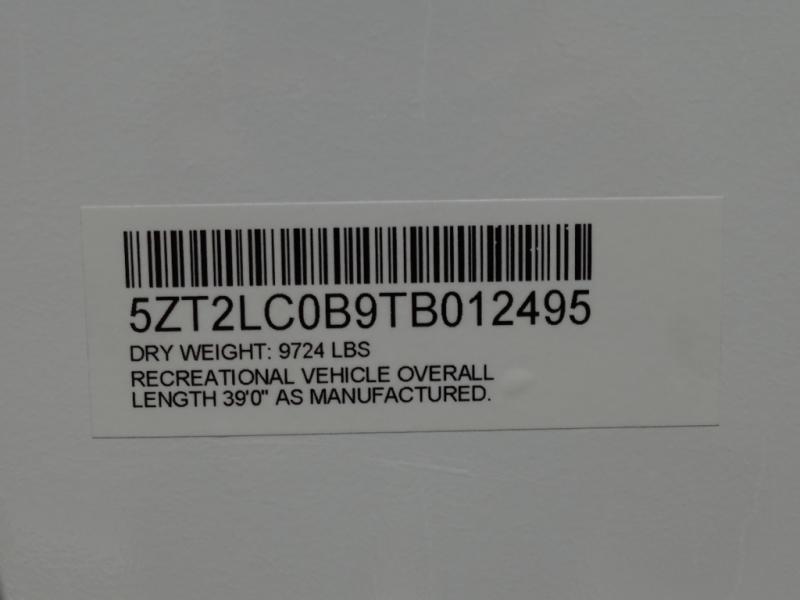 5ZT2LC0B9TB012495
DRY WEIGHT: 9724 LBS
RECREATIONAL VEHICLE OVERALL
LENGTH 39'0" AS MANUFACTURED.